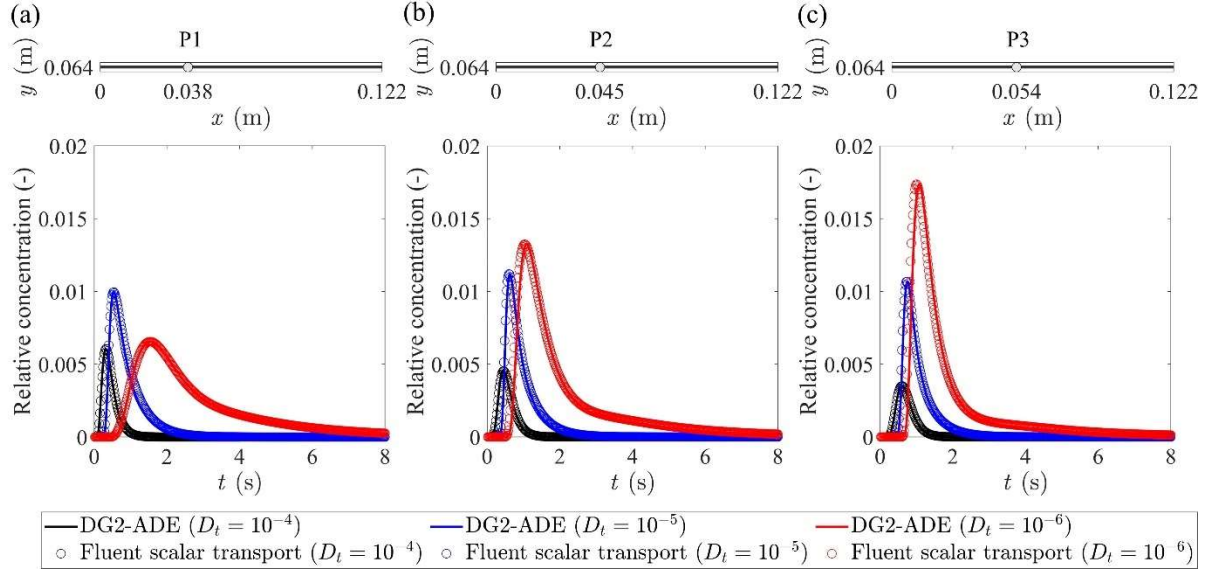 (a)
P1
y (m)
0.064
0 0.038 0.122
x (m)
Relative concentration (-)
0.02
0.015
0.01
0.005
0
0 2 4 6 8
t (s)
(b)
P2
y (m)
0.064
0 0.045 0.122
x (m)
Relative concentration (-)
0.02
0.015
0.01
0.005
0
0 2 4 6 8
t (s)
(c)
P3
y (m)
0.064
0 0.054 0.122
x (m)
Relative concentration (-)
0.02
0.015
0.01
0.005
0
0 2 4 6 8
t (s)
DG2-ADE (D_t = 10^−4) DG2-ADE (D_t = 10^−5) DG2-ADE (D_t = 10^−6)
Fluent scalar transport (D_t = 10^ 4) Fluent scalar transport (D_t = 10^ 5) Fluent scalar transport (D_t = 10^ 6)